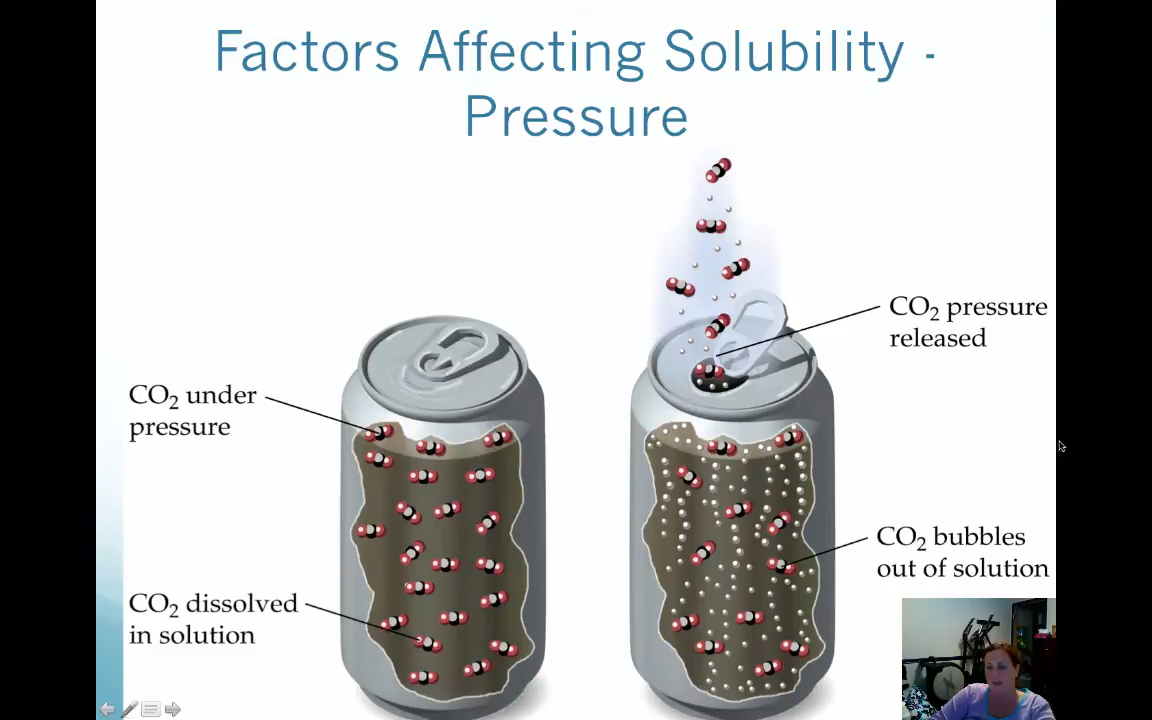 Factors Affecting Solubility -
Pressure
CO₂ pressure
released
CO₂ under
pressure
CO₂ bubbles
out of solution
CO₂ dissolved
in solution